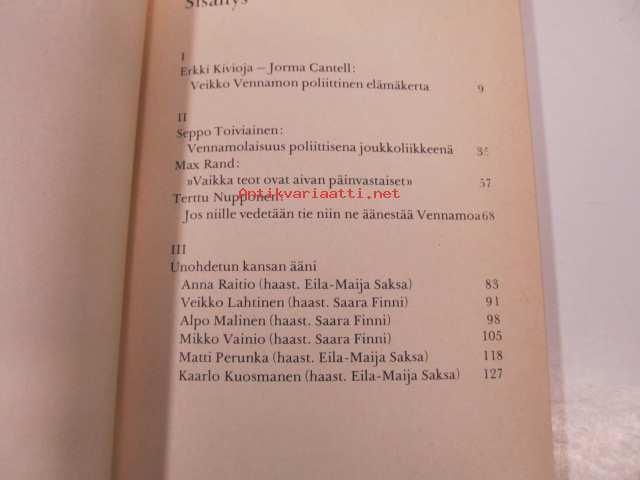 Sisällys
I
Erkki Kivioja – Jorma Cantell:
Veikko Vennamon poliittinen elämäkerta 9
II
Seppo Toiviainen:
Vennamolaisuus poliittisena joukkoliikkeenä 35
Max Rand:
»Vaikka teot ovat aivan päinvastaiset» 57
Antikvariaatti.net
Terttu Nupponen:
Jos niille vedetään tie niin ne äänestää Vennamoa 68
III
Unohdetun kansan ääni
Anna Raitio (haast. Eila-Maija Saksa) 83
Veikko Lahtinen (haast. Saara Finni) 91
Alpo Malinen (haast. Saara Finni) 98
Mikko Vainio (haast. Saara Finni) 105
Matti Perunka (haast. Eila-Maija Saksa) 118
Kaarlo Kuosmanen (haast. Eila-Maija Saksa) 127